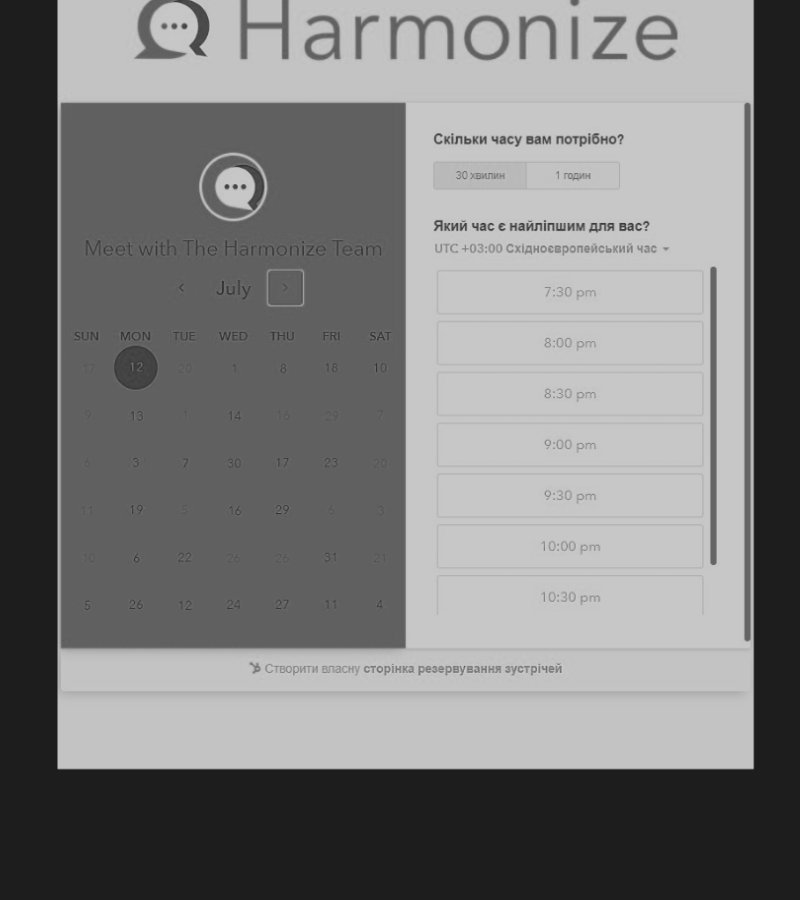 Harmonize
Meet with The Harmonize Team
July
SUN MON TUE WED THU FRI SAT
17 12 20 1 8 18 10
9 13 1 14 16 29 7
6 3 7 30 17 23 20
11 19 5 16 29 6 3
10 6 22 26 26 31 21
5 26 12 24 27 11 4
Скільки часу вам потрібно?
30 хвилин 1 годин
Який час є найліпшим для вас?
UTC +03:00 Східноєвропейський час
7:30 pm
8:00 pm
8:30 pm
9:00 pm
9:30 pm
10:00 pm
10:30 pm
Створити власну сторінка резервування зустрічей